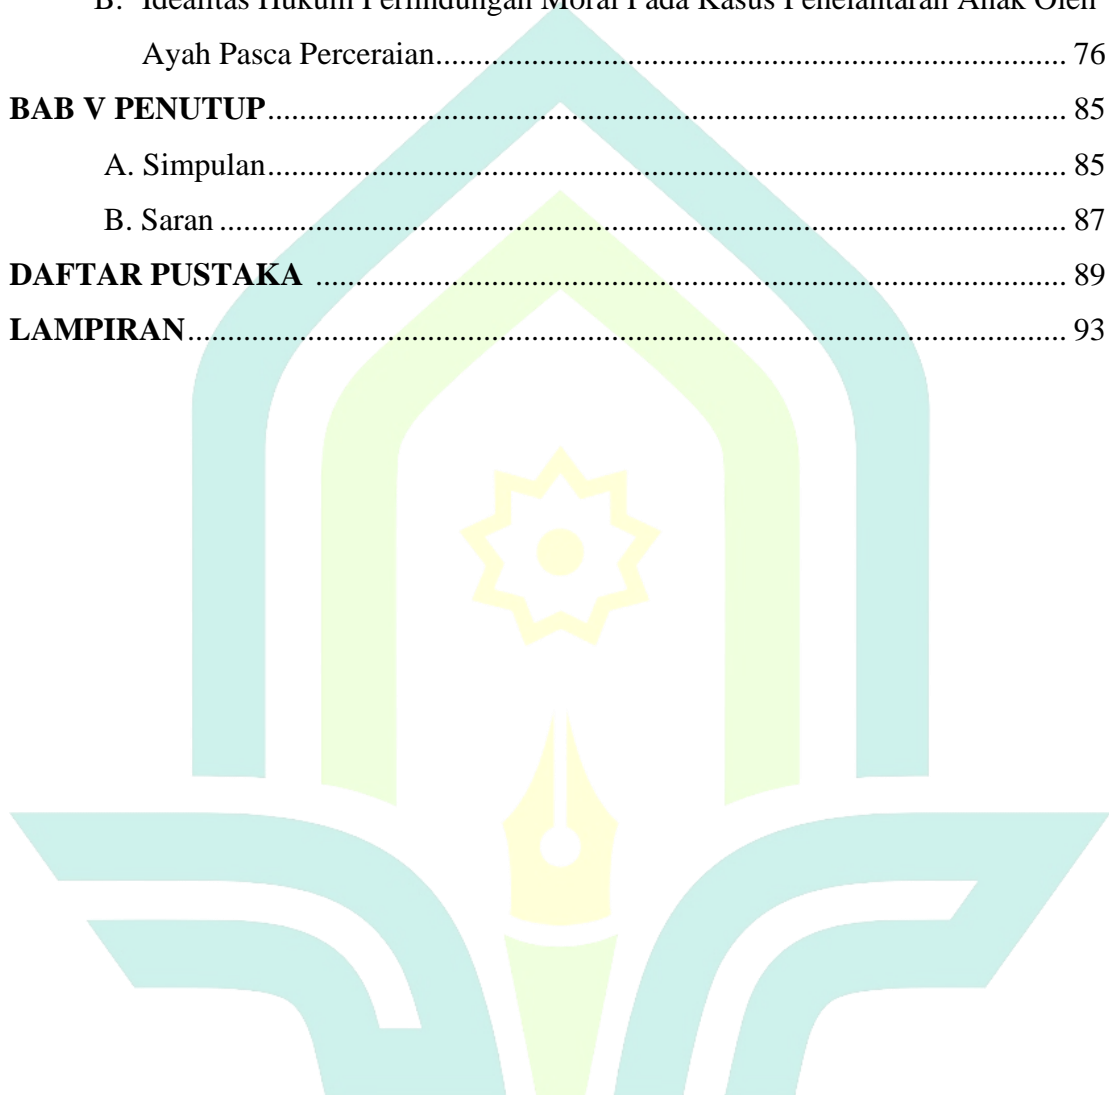 B. Idealitas Hukum Perlindungan Moral Pada Kasus Penelantaran Anak Oleh
Ayah Pasca Perceraian.......................................................................... 76
BAB V PENUTUP.............................................................................................. 85
A. Simpulan.............................................................................................. 85
B. Saran .................................................................................................... 87
DAFTAR PUSTAKA ......................................................................................... 89
LAMPIRAN........................................................................................................ 93